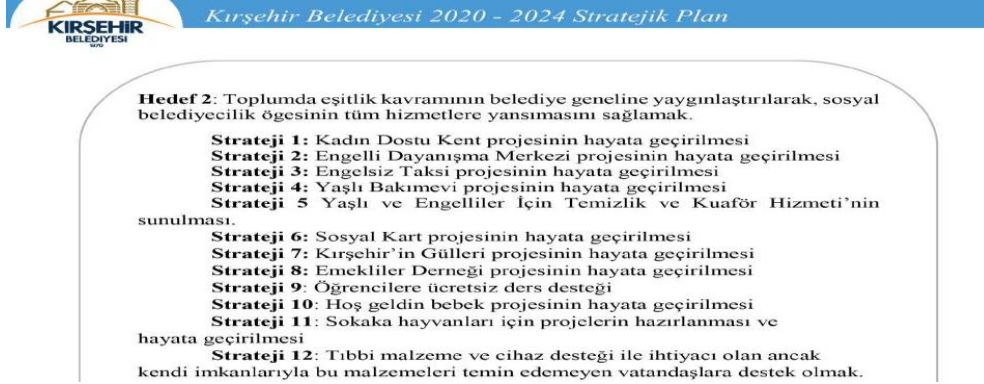 Kırşehir Belediyesi 2020 - 2024 Stratejik Plan
KIRŞEHİR
BELEDİYESİ
1870
Hedef 2: Toplumda eşitlik kavramının belediye geneline yaygınlaştırılarak, sosyal
belediyecilik ögesinin tüm hizmetlere yansımasını sağlamak.
Strateji 1: Kadın Dostu Kent projesinin hayata geçirilmesi
Strateji 2: Engelli Dayanışma Merkezi projesinin hayata geçirilmesi
Strateji 3: Engelsiz Taksi projesinin hayata geçirilmesi
Strateji 4: Yaşlı Bakımevi projesinin hayata geçirilmesi
Strateji 5 Yaşlı ve Engelliler İçin Temizlik ve Kuaför Hizmeti’nin
sunulması.
Strateji 6: Sosyal Kart projesinin hayata geçirilmesi
Strateji 7: Kırşehir’in Gülleri projesinin hayata geçirilmesi
Strateji 8: Emekliler Derneği projesinin hayata geçirilmesi
Strateji 9: Öğrencilere ücretsiz ders desteği
Strateji 10: Hoş geldin bebek projesinin hayata geçirilmesi
Strateji 11: Sokaka hayvanları için projelerin hazırlanması ve
hayata geçirilmesi
Strateji 12: Tıbbi malzeme ve cihaz desteği ile ihtiyacı olan ancak
kendi imkanlarıyla bu malzemeleri temin edemeyen vatandaşlara destek olmak.